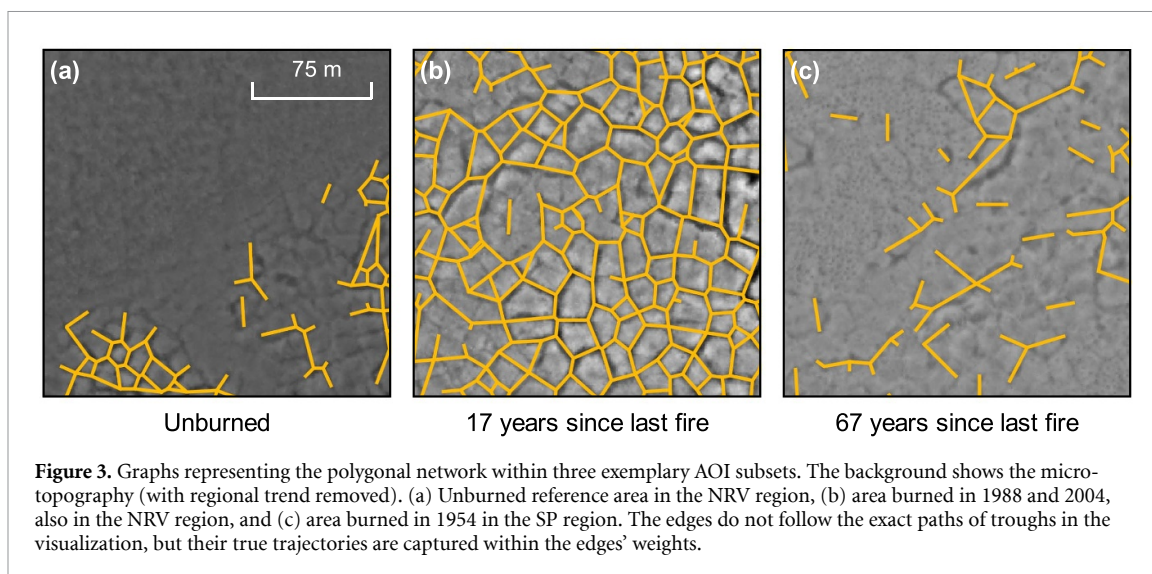 (a)
75 m
(b)
(c)
Unburned
17 years since last fire
67 years since last fire
Figure 3. Graphs representing the polygonal network within three exemplary AOI subsets. The background shows the micro-
topography (with regional trend removed). (a) Unburned reference area in the NRV region, (b) area burned in 1988 and 2004,
also in the NRV region, and (c) area burned in 1954 in the SP region. The edges do not follow the exact paths of troughs in the
visualization, but their true trajectories are captured within the edges’ weights.